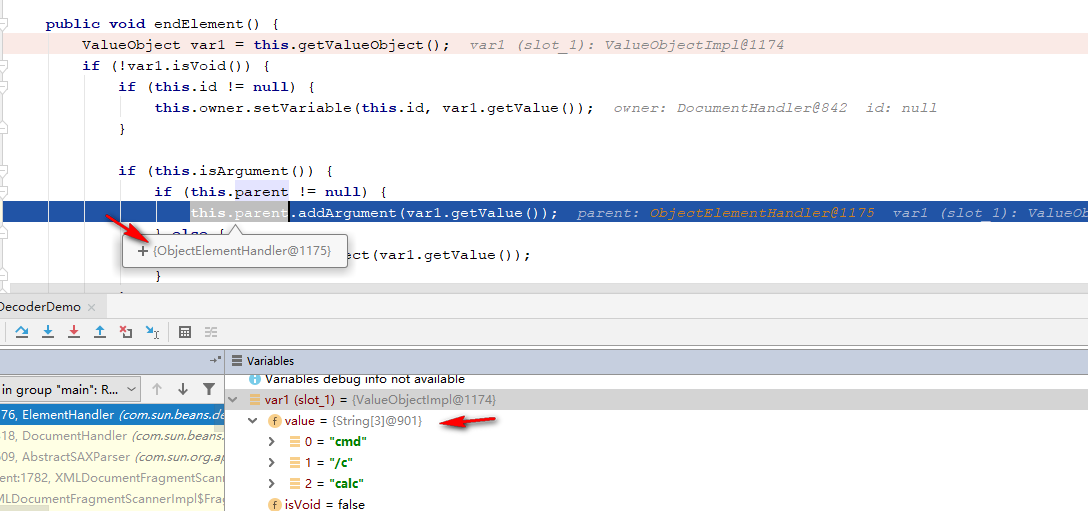 public void endElement() {
ValueObject var1 = this.getValueObject(); var1 (slot_1): ValueObjectImpl@1174
if (!var1.isVoid()) {
if (this.id != null) {
this.owner.setVariable(this.id, var1.getValue()); owner: DocumentHandler@842 id: null
}
if (this.isArgument()) {
if (this.parent != null) {
this.parent.addArgument(var1.getValue()); parent: ObjectElementHandler@1175 var1 (slot_1): ValueOb
} else {
+ {ObjectElementHandler@1175}
ect(var1.getValue());
}
DecoderDemo
Variables
in group "main": R...
Variables debug info not available
var1 (slot_1) = {ValueObjectImpl@1174}
76, ElementHandler (com.sun.beans.de
value = {String[3]@901}
318, DocumentHandler (com.sun.beans.
0 = "cmd"
509, AbstractSAXParser (com.sun.org.ap
1 = "/c"
ent:1782, XMLDocumentFragmentScann
2 = "calc"
MLDocumentFragmentScannerImpl$Frag
isVoid = false